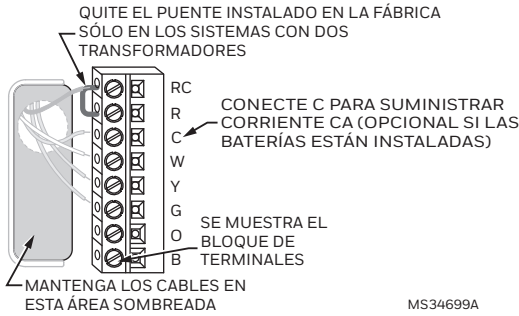 QUITE EL PUENTE INSTALADO EN LA FÁBRICA
SÓLO EN LOS SISTEMAS CON DOS
TRANSFORMADORES
RC
R
C
W
Y
G
O
B
CONECTE C PARA SUMINISTRAR
CORRIENTE CA (OPCIONAL SI LAS
BATERÍAS ESTÁN INSTALADAS)
SE MUESTRA EL
BLOQUE DE
TERMINALES
MANTENGA LOS CABLES EN
ESTA ÁREA SOMBREADA
MS34699A